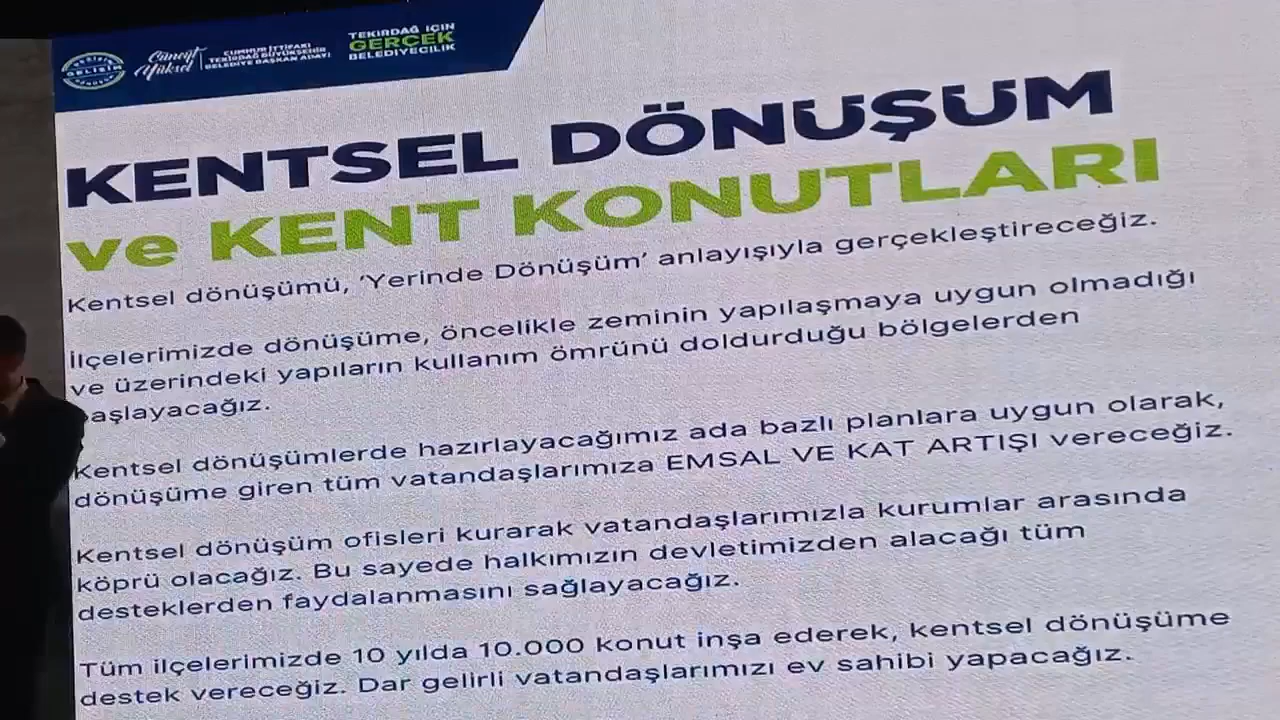 GELİŞİM
Cüneyt
Yüksel
CUMHUR İTTİFAKI
TEKİRDAĞ BÜYÜKŞEHİR
BELEDİYE BAŞKAN ADAYI
TEKİRDAĞ İÇİN
GERÇEK
BELEDİYECİLİK
KENTSEL DÖNÜŞÜM
ve KENT KONUTLARI
Kentsel dönüşümü, ‘Yerinde Dönüşüm’ anlayışıyla gerçekleştireceğiz.
İlçelerimizde dönüşüme, öncelikle zeminin yapılaşmaya uygun olmadığı
ve üzerindeki yapıların kullanım ömrünü doldurduğu bölgelerden
başlayacağız.
Kentsel dönüşümlerde hazırlayacağımız ada bazlı planlara uygun olarak,
dönüşüme giren tüm vatandaşlarımıza EMSAL VE KAT ARTIŞI vereceğiz.
Kentsel dönüşüm ofisleri kurarak vatandaşlarımızla kurumlar arasında
köprü olacağız. Bu sayede halkımızın devletimizden alacağı tüm
desteklerden faydalanmasını sağlayacağız.
Tüm ilçelerimizde 10 yılda 10.000 konut inşa ederek, kentsel dönüşüme
destek vereceğiz. Dar gelirli vatandaşlarımızı ev sahibi yapacağız.